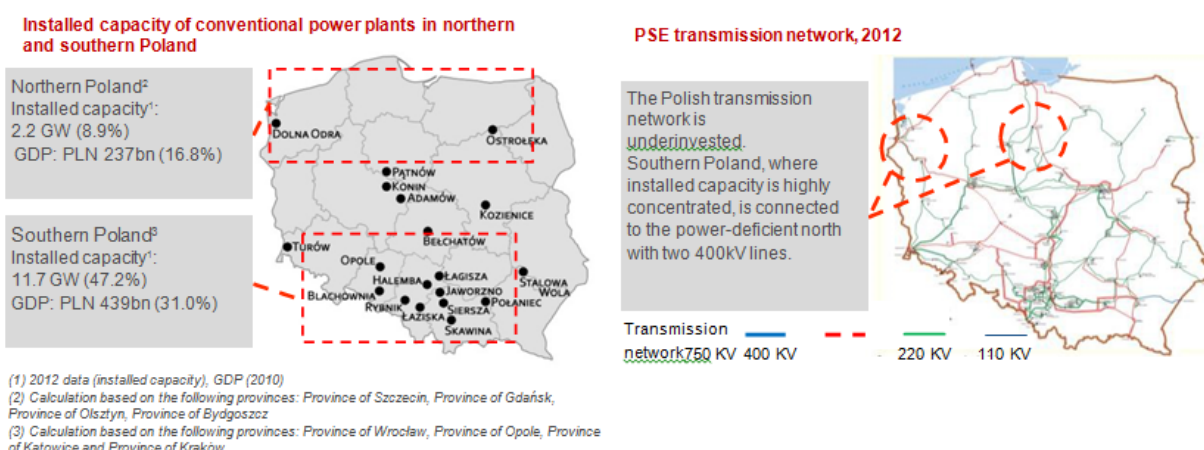 Installed capacity of conventional power plants in northern
and southern Poland
Northern Poland²
Installed capacity¹:
2.2 GW (8.9%)
GDP: PLN 237bn (16.8%)
Southern Poland³
Installed capacity¹:
11.7 GW (47.2%)
GDP: PLN 439bn (31.0%)
DOLNA ODRA
OSTROŁĘKA
PĄTNÓW
KONIN
ADAMÓW
KOZIENICE
BEŁCHATÓW
TURÓW
OPOLE
ŁAGISZA
HALEMBA
STALOWA
WOLA
JAWORZNO
BLACHOWNIA
POŁANIEC
RYBNIK
SIERSZA
ŁAZISKA
SKAWINA
(1) 2012 data (installed capacity), GDP (2010)
(2) Calculation based on the following provinces: Province of Szczecin, Province of Gdańsk,
Province of Olsztyn, Province of Bydgoszcz
(3) Calculation based on the following provinces: Province of Wrocław, Province of Opole, Province
of Katowice and Province of Kraków
PSE transmission network, 2012
The Polish transmission
network is
underinvested.
Southern Poland, where
installed capacity is highly
concentrated, is connected
to the power-deficient north
with two 400kV lines.
Transmission
network750 KV 400 KV 220 KV 110 KV